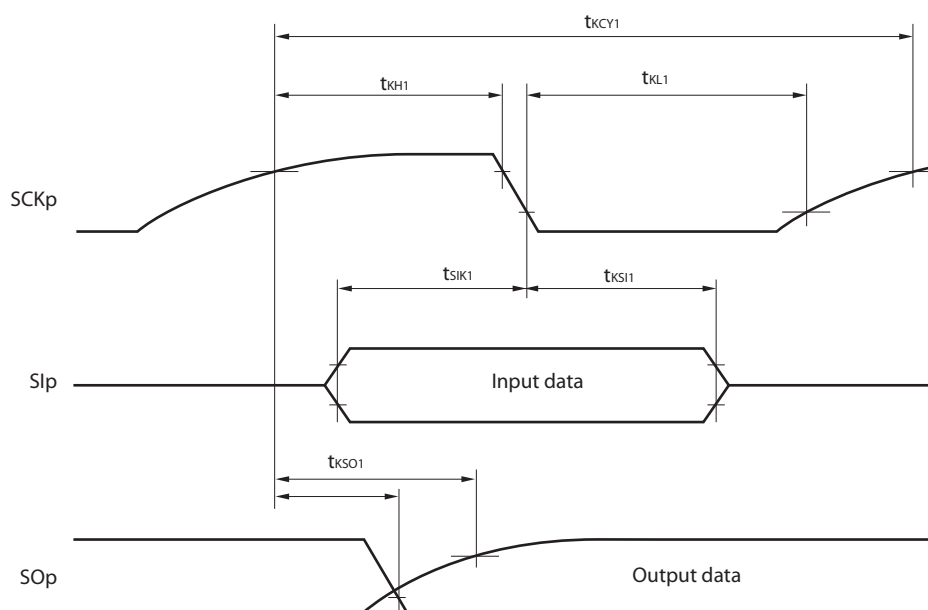 tKCY1
tKH1
tKL1
SCKp
tSIK1
tKSI1
SIp
Input data
tKSO1
SOp
Output data